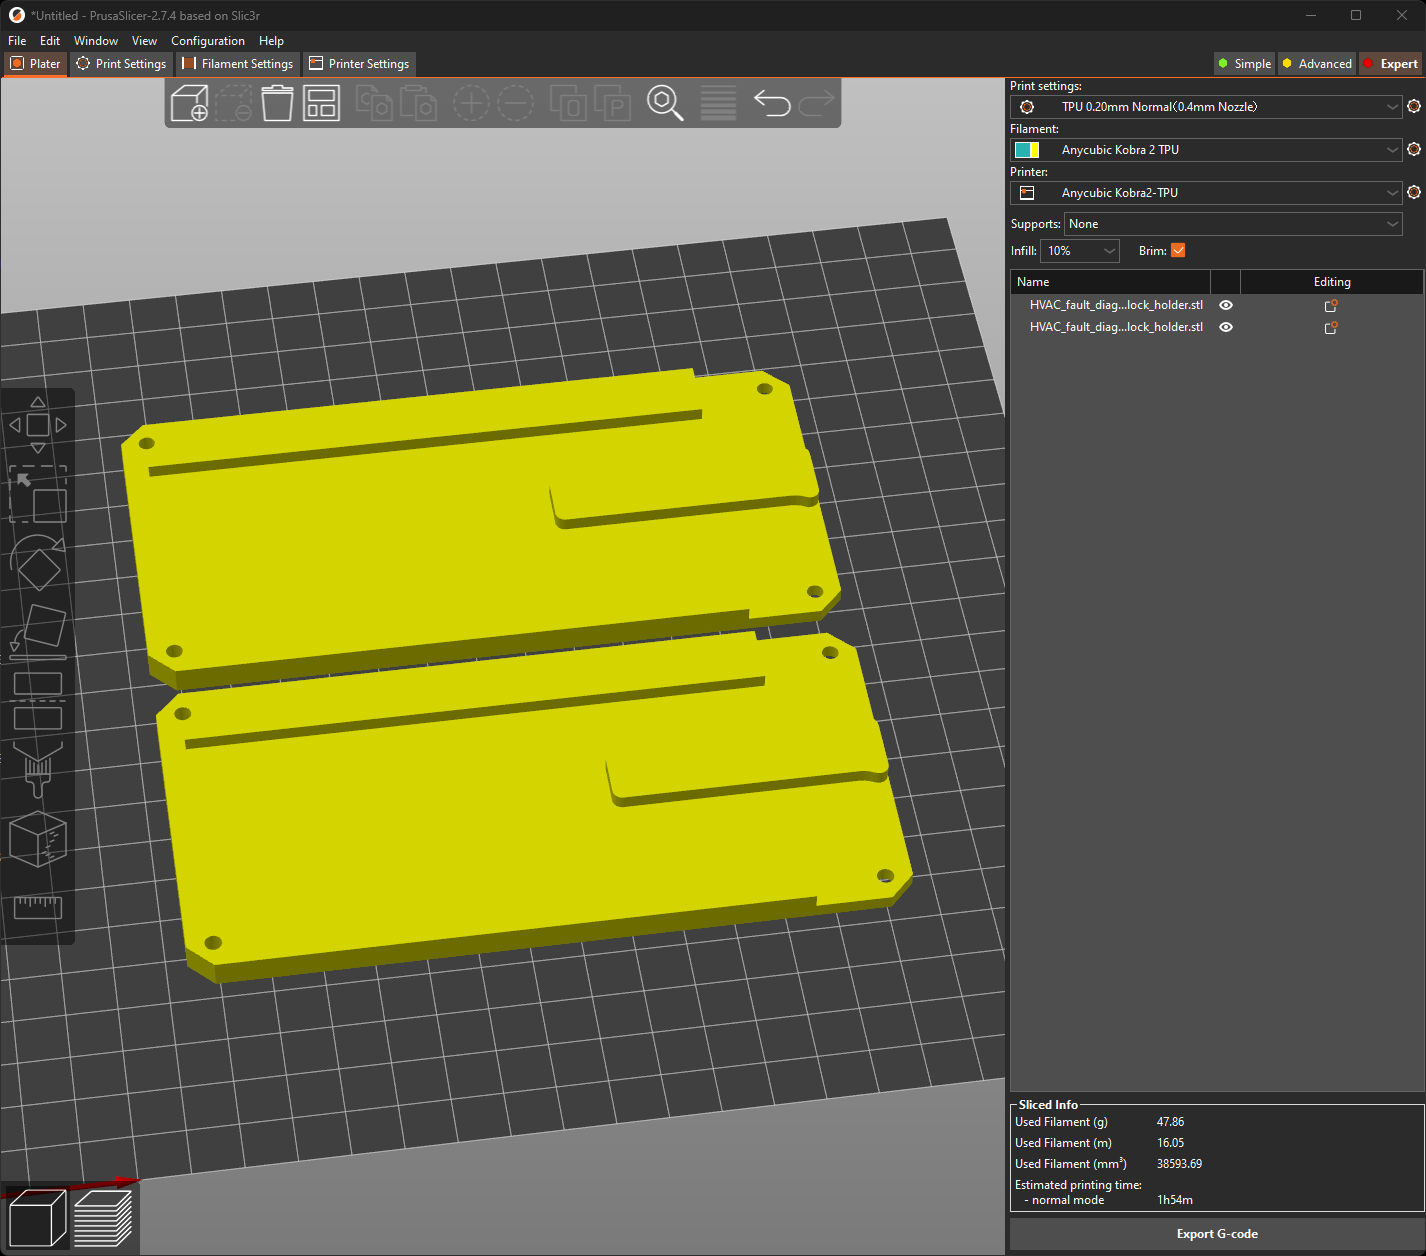 *Untitled - PrusaSlicer-2.7.4 based on Slic3r
File Edit Window View Configuration Help
Plater Print Settings Filament Settings Printer Settings Simple Advanced Expert
Print settings:
TPU 0.20mm Normal(0.4mm Nozzle)
Filament:
Anycubic Kobra 2 TPU
Printer:
Anycubic Kobra2-TPU
Supports: None
Infill: 10% Brim:
Name Editing
HVAC_fault_diag...lock_holder.stl
HVAC_fault_diag...lock_holder.stl
Sliced Info
Used Filament (g) 47.86
Used Filament (m) 16.05
Used Filament (mm³) 38593.69
Estimated printing time:
- normal mode 1h54m
Export G-code